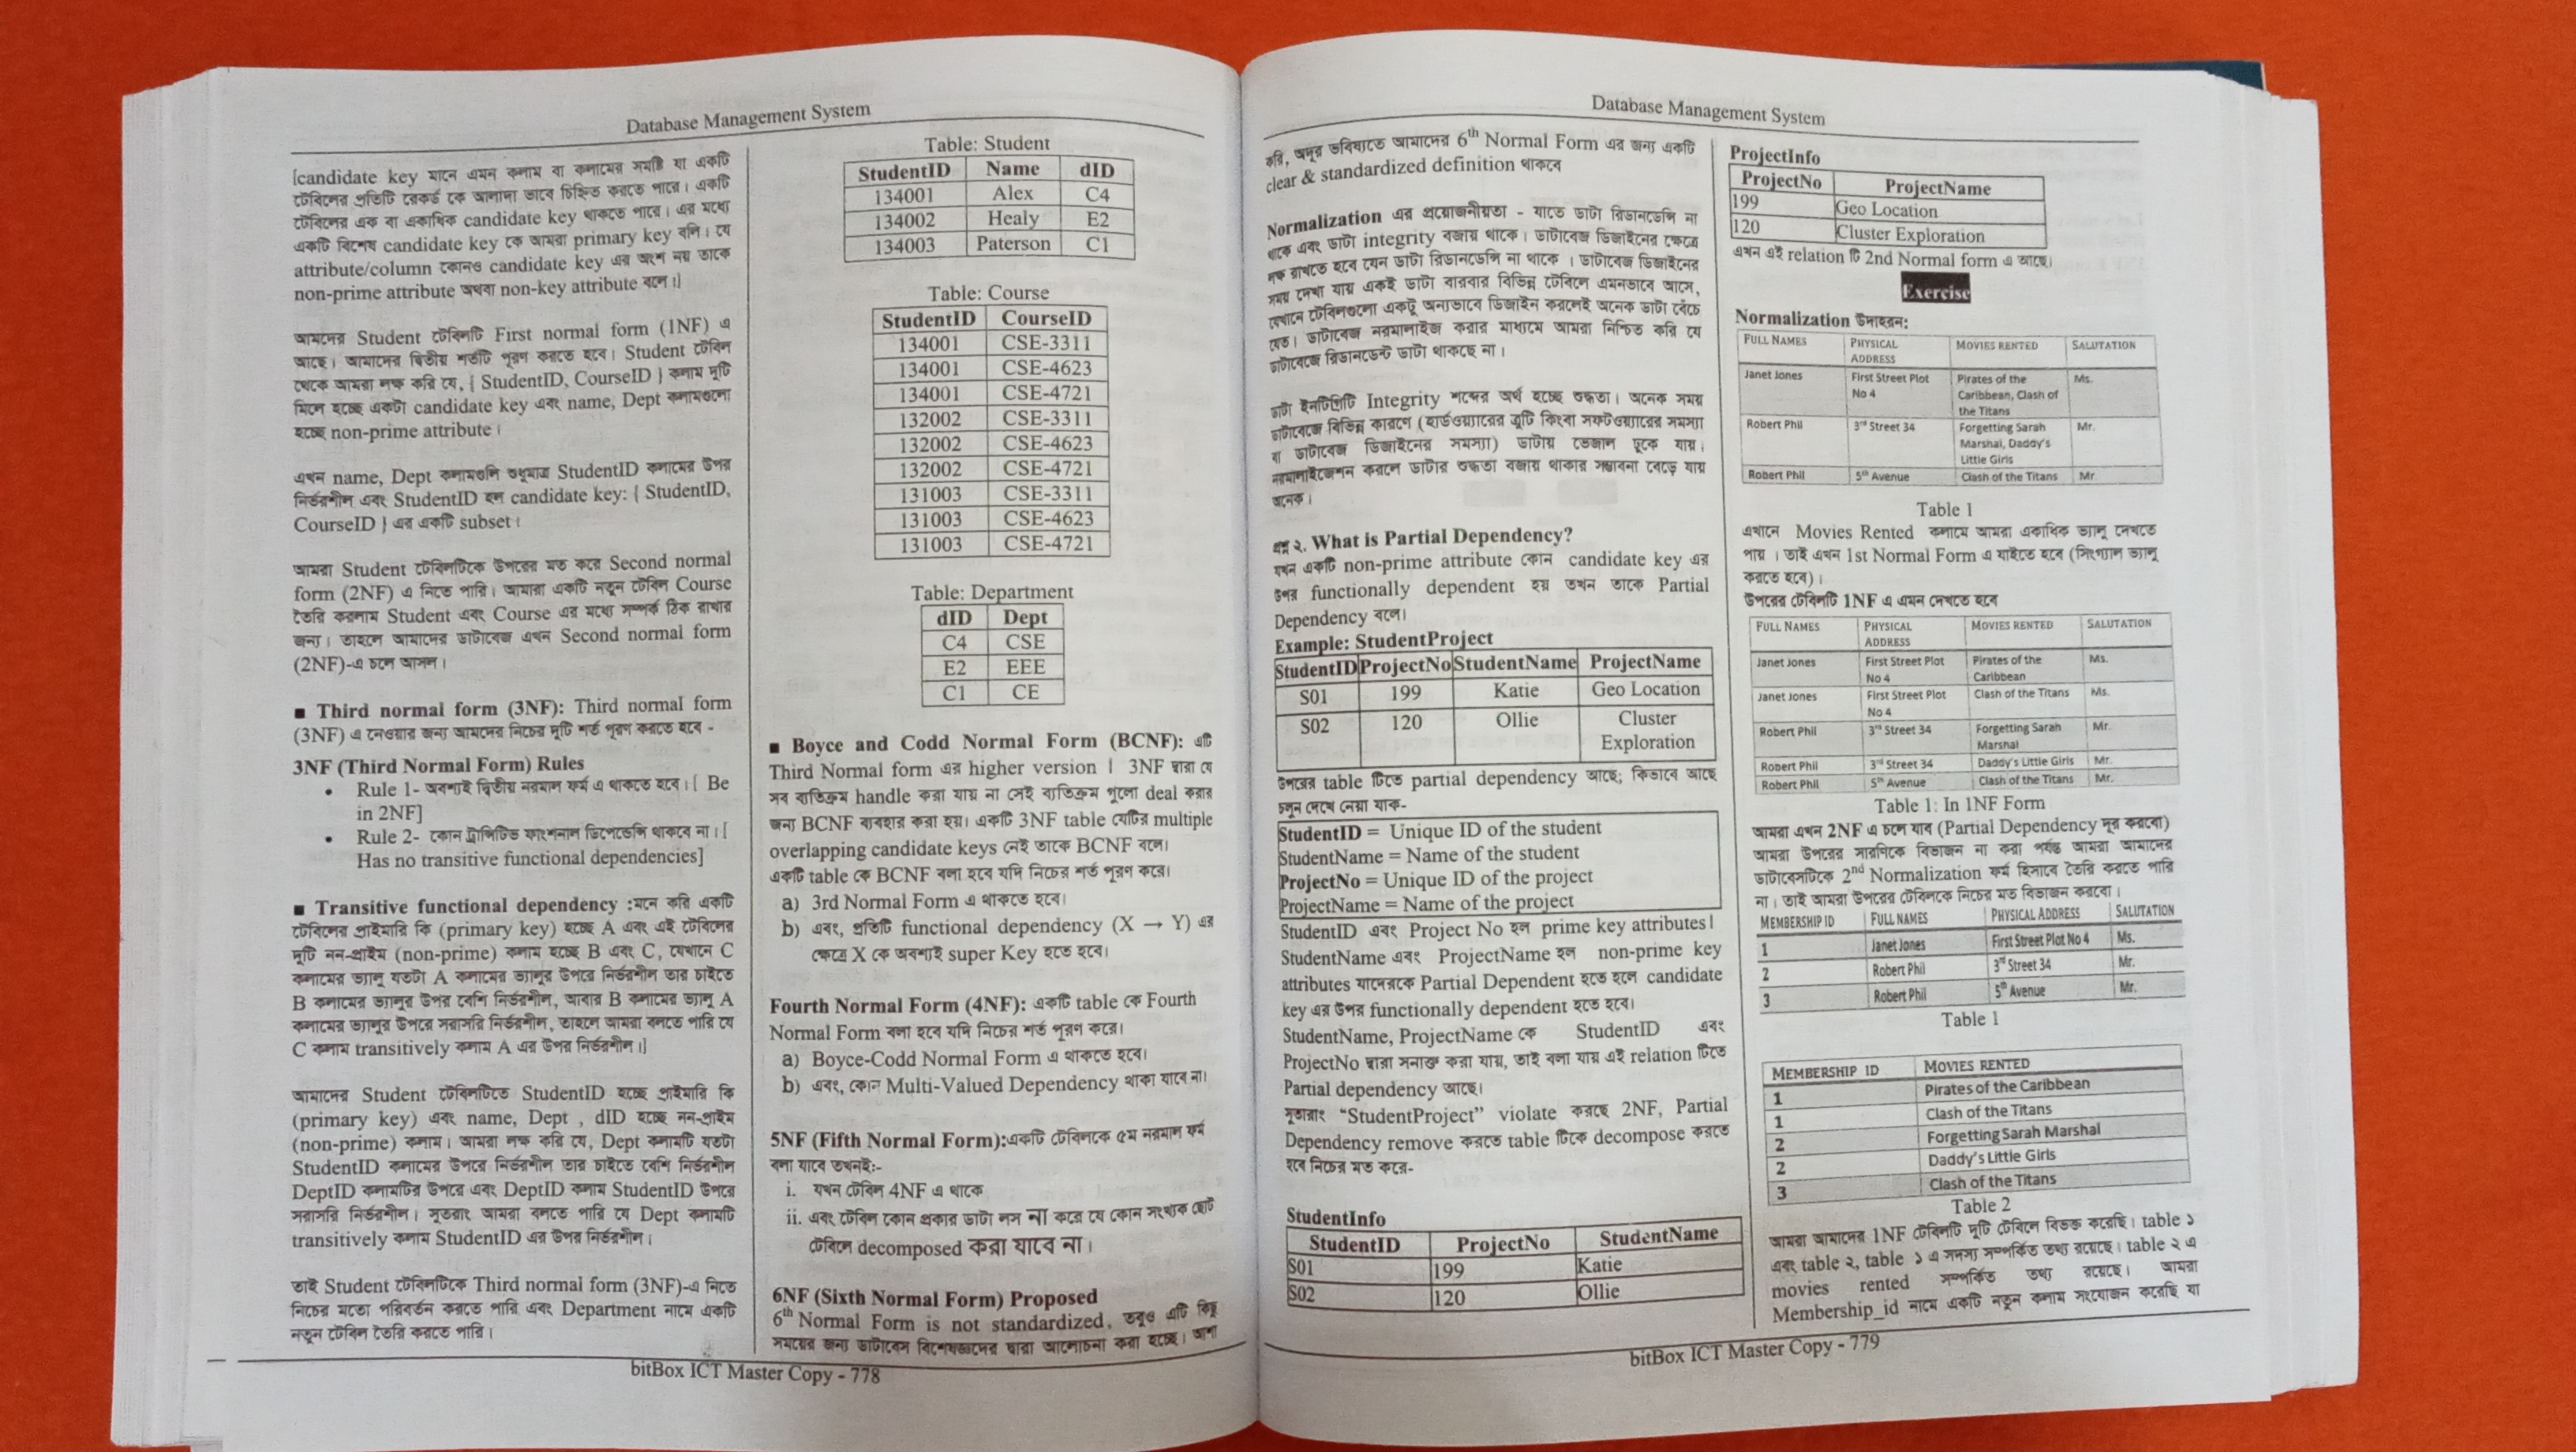 Database Management System
[candidate key মানে এমন কলাম বা কলামের সমষ্টি যা একটি
টেবিলের প্রতিটি রেকর্ড কে আলাদা ভাবে চিহ্নিত করতে পারে। একটি
টেবিলের এক বা একাধিক candidate key থাকতে পারে। এর মধ্যে
একটি বিশেষ candidate key কে আমরা primary key বলি। যে
attribute/column কোনও candidate key এর অংশ নয় তাকে
non-prime attribute অথবা non-key attribute বলে।]
আমদের Student টেবিলটি First normal form (1NF) এ
আছে। আমাদের দ্বিতীয় শর্তটি পূরণ করতে হবে। Student টেবিল
থেকে আমরা লক্ষ করি যে, { StudentID, CourseID } কলাম দুটি
মিলে হচ্ছে একটা candidate key এবং name, Dept কলামগুলো
হচ্ছে non-prime attribute।
এখন name, Dept কলামগুলি শুধুমাত্র StudentID কলামের উপর
নির্ভরশীল এবং StudentID হল candidate key: { StudentID,
CourseID } এর একটি subset।
আমরা Student টেবিলটিকে উপরের মত করে Second normal
form (2NF) এ নিতে পারি। আমারা একটি নতুন টেবিল Course
তৈরি করলাম Student এবং Course এর মধ্যে সম্পর্ক ঠিক রাখার
জন্য। তাহলে আমাদের ডাটাবেজ এখন Second normal form
(2NF)-এ চলে আসল।
▪ Third normal form (3NF): Third normal form
(3NF) এ নেওয়ার জন্য আমদের নিচের দুটি শর্ত পূরণ করতে হবে -
3NF (Third Normal Form) Rules
• Rule 1- অবশ্যই দ্বিতীয় নরমাল ফর্ম এ থাকতে হবে। [ Be
in 2NF]
• Rule 2- কোন ট্রান্সিটিভ ফাংশনাল ডিপেন্ডেন্সি থাকবে না। [
Has no transitive functional dependencies]
▪ Transitive functional dependency :মনে করি একটি
টেবিলের প্রাইমারি কি (primary key) হচ্ছে A এবং এই টেবিলের
দুটি নন-প্রাইম (non-prime) কলাম হচ্ছে B এবং C, যেখানে C
কলামের ভ্যালু যতটা A কলামের ভ্যালুর উপরে নির্ভরশীল তার চাইতে
B কলামের ভ্যালুর উপর বেশি নির্ভরশীল, আবার B কলামের ভ্যালু A
কলামের ভ্যালুর উপরে সরাসরি নির্ভরশীল, তাহলে আমরা বলতে পারি যে
C কলাম transitively কলাম A এর উপর নির্ভরশীল।]
আমাদের Student টেবিলটিতে StudentID হচ্ছে প্রাইমারি কি
(primary key) এবং name, Dept , dID হচ্ছে নন-প্রাইম
(non-prime) কলাম। আমরা লক্ষ করি যে, Dept কলামটি যতটা
StudentID কলামের উপরে নির্ভরশীল তার চাইতে বেশি নির্ভরশীল
DeptID কলামটির উপরে এবং DeptID কলাম StudentID উপরে
সরাসরি নির্ভরশীল। সুতরাং আমরা বলতে পারি যে Dept কলামটি
transitively কলাম StudentID এর উপর নির্ভরশীল।
তাই Student টেবিলটিকে Third normal form (3NF)-এ নিতে
নিচের মতো পরিবর্তন করতে পারি এবং Department নামে একটি
নতুন টেবিল তৈরি করতে পারি।
Table: Student
StudentID Name dID
134001 Alex C4
134002 Healy E2
134003 Paterson C1
Table: Course
StudentID CourseID
134001 CSE-3311
134001 CSE-4623
134001 CSE-4721
132002 CSE-3311
132002 CSE-4623
132002 CSE-4721
131003 CSE-3311
131003 CSE-4623
131003 CSE-4721
Table: Department
dID Dept
C4 CSE
E2 EEE
C1 CE
▪ Boyce and Codd Normal Form (BCNF): এটি
Third Normal form এর higher version | 3NF দ্বারা যে
সব ব্যতিক্রম handle করা যায় না সেই ব্যতিক্রম গুলো deal করার
জন্য BCNF ব্যবহার করা হয়। একটি 3NF table যেটির multiple
overlapping candidate keys নেই তাকে BCNF বলে।
একটি table কে BCNF বলা হবে যদি নিচের শর্ত পূরণ করে।
a) 3rd Normal Form এ থাকতে হবে।
b) এবং, প্রতিটি functional dependency (X → Y) এর
ক্ষেত্রে X কে অবশ্যই super Key হতে হবে।
Fourth Normal Form (4NF): একটি table কে Fourth
Normal Form বলা হবে যদি নিচের শর্ত পূরণ করে।
a) Boyce-Codd Normal Form এ থাকতে হবে।
b) এবং, কোন Multi-Valued Dependency থাকা যাবে না।
5NF (Fifth Normal Form):একটি টেবিলকে ৫ম নরমাল ফর্ম
বলা যাবে তখনইঃ-
i. যখন টেবিল 4NF এ থাকে
ii. এবং টেবিল কোন প্রকার ডাটা লস না করে যে কোন সংখ্যক ছোট
টেবিলে decomposed করা যাবে না।
6NF (Sixth Normal Form) Proposed
6th Normal Form is not standardized, তবুও এটি কিছু
সময়ের জন্য ডাটাবেস বিশেষজ্ঞদের দ্বারা আলোচনা করা হচ্ছে। আশা
bitBox ICT Master Copy - 778
Database Management System
করি, অদূর ভবিষ্যতে আমাদের 6th Normal Form এর জন্য একটি
clear & standardized definition থাকবে
Normalization এর প্রয়োজনীয়তা - যাতে ডাটা রিডানডেন্সি না
থাকে এবং ডাটা integrity বজায় থাকে। ডাটাবেজ ডিজাইনের ক্ষেত্রে
লক্ষ রাখতে হবে যেন ডাটা রিডানডেন্সি না থাকে । ডাটাবেজ ডিজাইনের
সময় দেখা যায় একই ডাটা বারবার বিভিন্ন টেবিলে এমনভাবে আসে,
যেখানে টেবিলগুলো একটু অন্যভাবে ডিজাইন করলেই অনেক ডাটা বেঁচে
যেত। ডাটাবেজ নরমালাইজ করার মাধ্যমে আমরা নিশ্চিত করি যে
ডাটাবেজে রিডানডেন্ট ডাটা থাকছে না।
ডাটা ইনটিগ্রিটি Integrity শব্দের অর্থ হচ্ছে শুদ্ধতা। অনেক সময়
ডাটাবেজে বিভিন্ন কারণে (হার্ডওয়্যারের ত্রুটি কিংবা সফটওয়্যারের সমস্যা
বা ডাটাবেজ ডিজাইনের সমস্যা) ডাটায় ভেজাল ঢুকে যায়।
নরমালাইজেশন করলে ডাটার শুদ্ধতা বজায় থাকার সম্ভাবনা বেড়ে যায়
অনেক।
প্রশ্ন ২. What is Partial Dependency?
যখন একটি non-prime attribute কোন candidate key এর
উপর functionally dependent হয় তখন তাকে Partial
Dependency বলে।
Example: StudentProject
StudentID ProjectNo StudentName ProjectName
S01 199 Katie Geo Location
S02 120 Ollie Cluster
Exploration
উপরের table টিতে partial dependency আছে; কিভাবে আছে
চলুন দেখে নেয়া যাক-
StudentID = Unique ID of the student
StudentName = Name of the student
ProjectNo = Unique ID of the project
ProjectName = Name of the project
StudentID এবং Project No হল prime key attributes|
StudentName এবং ProjectName হল non-prime key
attributes যাদেরকে Partial Dependent হতে হলে candidate
key এর উপর functionally dependent হতে হবে।
StudentName, ProjectName কে StudentID এবং
ProjectNo দ্বারা সনাক্ত করা যায়, তাই বলা যায় এই relation টিতে
Partial dependency আছে।
সুতরাং "StudentProject" violate করছে 2NF, Partial
Dependency remove করতে table টিকে decompose করতে
হবে নিচের মত করে-
StudentInfo
StudentID ProjectNo StudentName
S01 199 Katie
S02 120 Ollie
ProjectInfo
ProjectNo ProjectName
199 Geo Location
120 Cluster Exploration
এখন এই relation টি 2nd Normal form এ আছে।
Exercise
Normalization উদাহরন:
FULL NAMES PHYSICAL MOVIES RENTED SALUTATION
ADDRESS
Janet Jones First Street Plot Pirates of the Ms.
No 4 Caribbean, Clash of
the Titans
Robert Phil 3rd Street 34 Forgetting Sarah Mr.
Marshal, Daddy's
Little Girls
Robert Phil 5th Avenue Clash of the Titans Mr.
Table 1
এখানে Movies Rented কলামে আমরা একাধিক ভ্যালু দেখতে
পায় । তাই এখন 1st Normal Form এ যাইতে হবে (সিংগ্যাল ভ্যালু
করতে হবে)।
উপরের টেবিলটি 1NF এ এমন দেখতে হবে
FULL NAMES PHYSICAL MOVIES RENTED SALUTATION
ADDRESS
Janet Jones First Street Plot Pirates of the Ms.
No 4 Caribbean
Janet Jones First Street Plot Clash of the Titans Ms.
No 4
Robert Phil 3rd Street 34 Forgetting Sarah Mr.
Marshal
Robert Phil 3rd Street 34 Daddy's Little Girls Mr.
Robert Phil 5th Avenue Clash of the Titans Mr.
Table 1: In 1NF Form
আমরা এখন 2NF এ চলে যাব (Partial Dependency দূর করবো)
আমরা উপরের সারণিকে বিভাজন না করা পর্যন্ত আমরা আমাদের
ডাটাবেসটিকে 2nd Normalization ফর্ম হিসাবে তৈরি করতে পারি
না। তাই আমরা উপরের টেবিলকে নিচের মত বিভাজন করবো।
MEMBERSHIP ID FULL NAMES PHYSICAL ADDRESS SALUTATION
1 Janet Jones First Street Plot No 4 Ms.
2 Robert Phil 3rd Street 34 Mr.
3 Robert Phil 5th Avenue Mr.
Table 1
MEMBERSHIP ID MOVIES RENTED
1 Pirates of the Caribbean
1 Clash of the Titans
2 Forgetting Sarah Marshal
2 Daddy's Little Girls
3 Clash of the Titans
Table 2
আমরা আমাদের 1NF টেবিলটি দুটি টেবিলে বিভক্ত করেছি। table ১
এবং table ২, table ১ এ সদস্য সম্পর্কিত তথ্য রয়েছে। table ২ এ
movies rented সম্পর্কিত তথ্য রয়েছে। আমরা
Membership_id নামে একটি নতুন কলাম সংযোজন করেছি যা
bitBox ICT Master Copy - 779